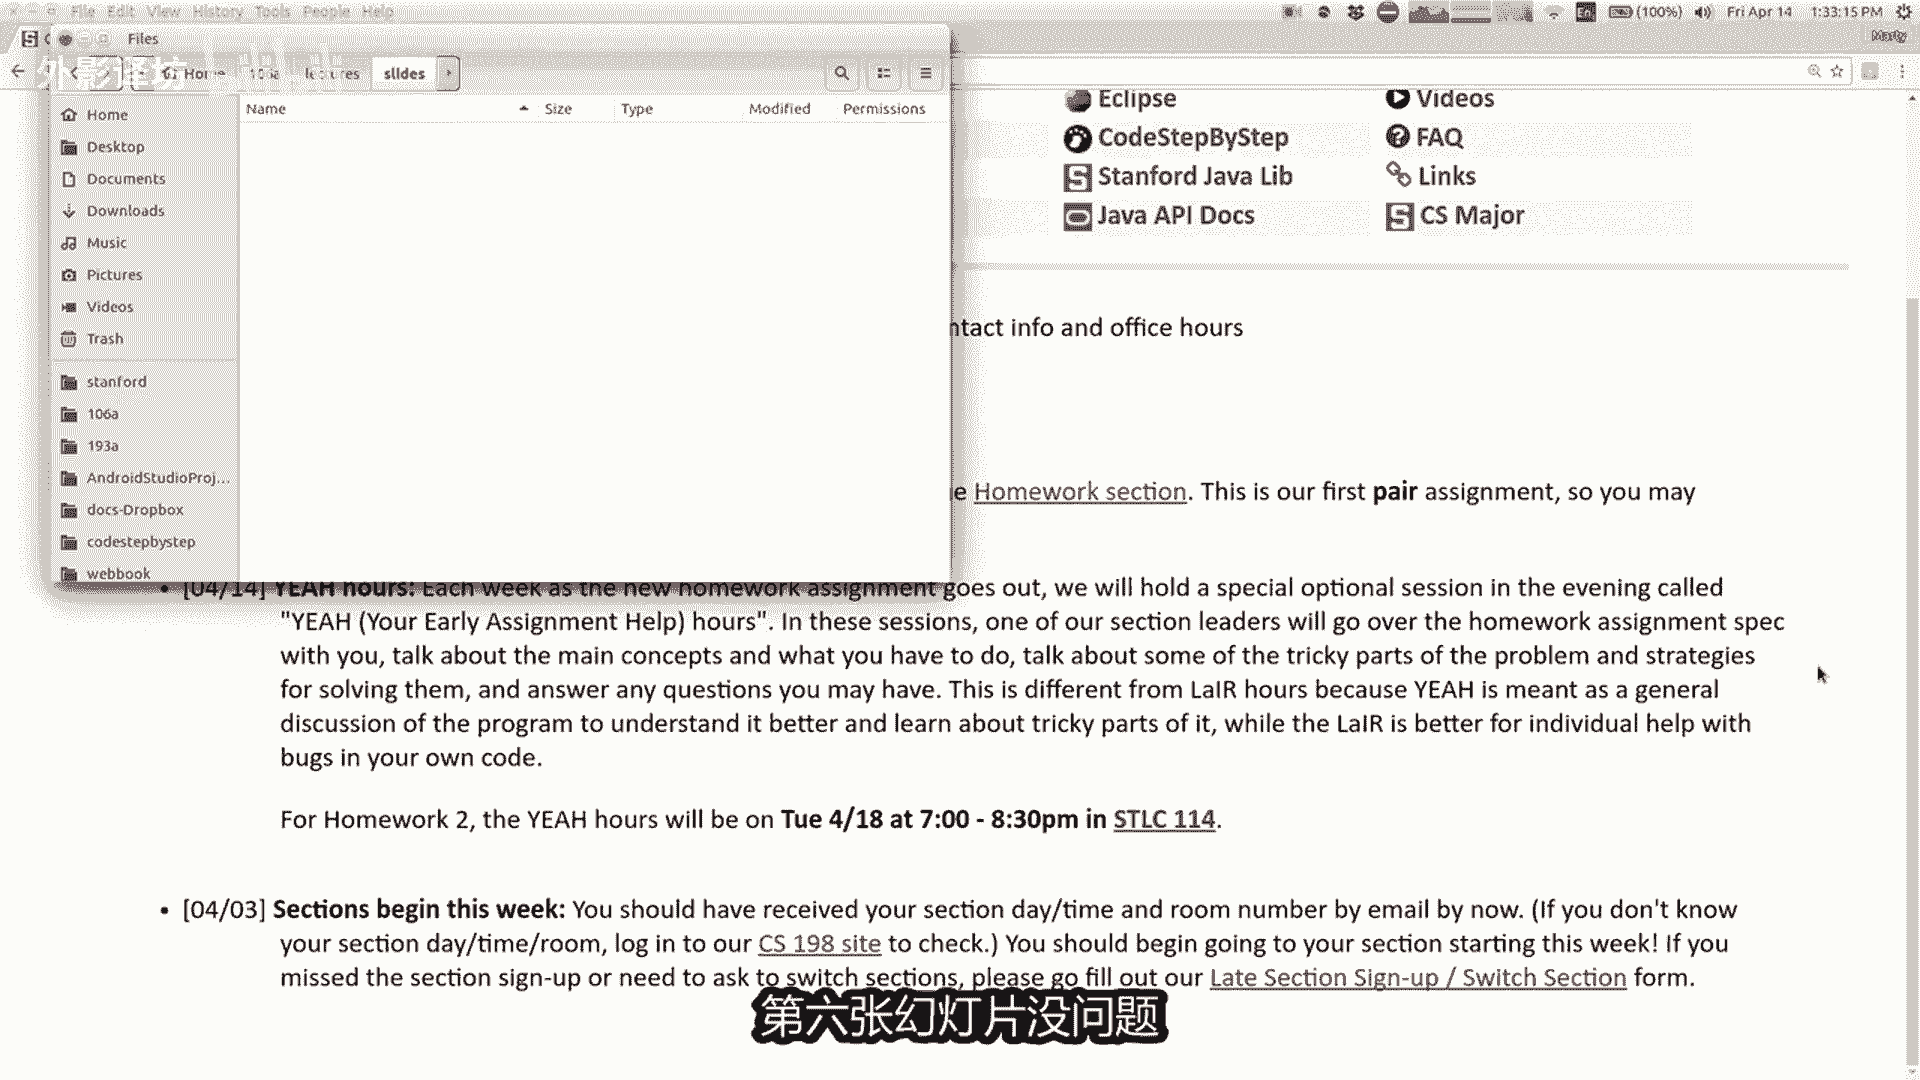 File Edit View History Tools People Help
(100%) Fri Apr 14 1:33:15 PM
Files
Marty
外影译坊
Home 106a lectures slides
Name Size Type Modified Permissions
Home
Desktop
Documents
Downloads
Music
Pictures
Videos
Trash
stanford
106a
193a
AndroidStudioProj...
docs-Dropbox
codestepbystep
webbook
Eclipse Videos
CodeStepByStep FAQ
Stanford Java Lib Links
Java API Docs CS Major
ntact info and office hours
e Homework section. This is our first pair assignment, so you may
• [04/14] YEAH hours: Each week as the new homework assignment goes out, we will hold a special optional session in the evening called
"YEAH (Your Early Assignment Help) hours". In these sessions, one of our section leaders will go over the homework assignment spec
with you, talk about the main concepts and what you have to do, talk about some of the tricky parts of the problem and strategies
for solving them, and answer any questions you may have. This is different from LaIR hours because YEAH is meant as a general
discussion of the program to understand it better and learn about tricky parts of it, while the LaIR is better for individual help with
bugs in your own code.
For Homework 2, the YEAH hours will be on Tue 4/18 at 7:00 - 8:30pm in STLC 114.
• [04/03] Sections begin this week: You should have received your section day/time and room number by email by now. (If you don't know
your section day/time/room, log in to our CS 198 site to check.) You should begin going to your section starting this week! If you
missed the section sign-up or need to ask to switch sections, please go fill out our Late Section Sign-up / Switch Section form.
第六张幻灯片没问题